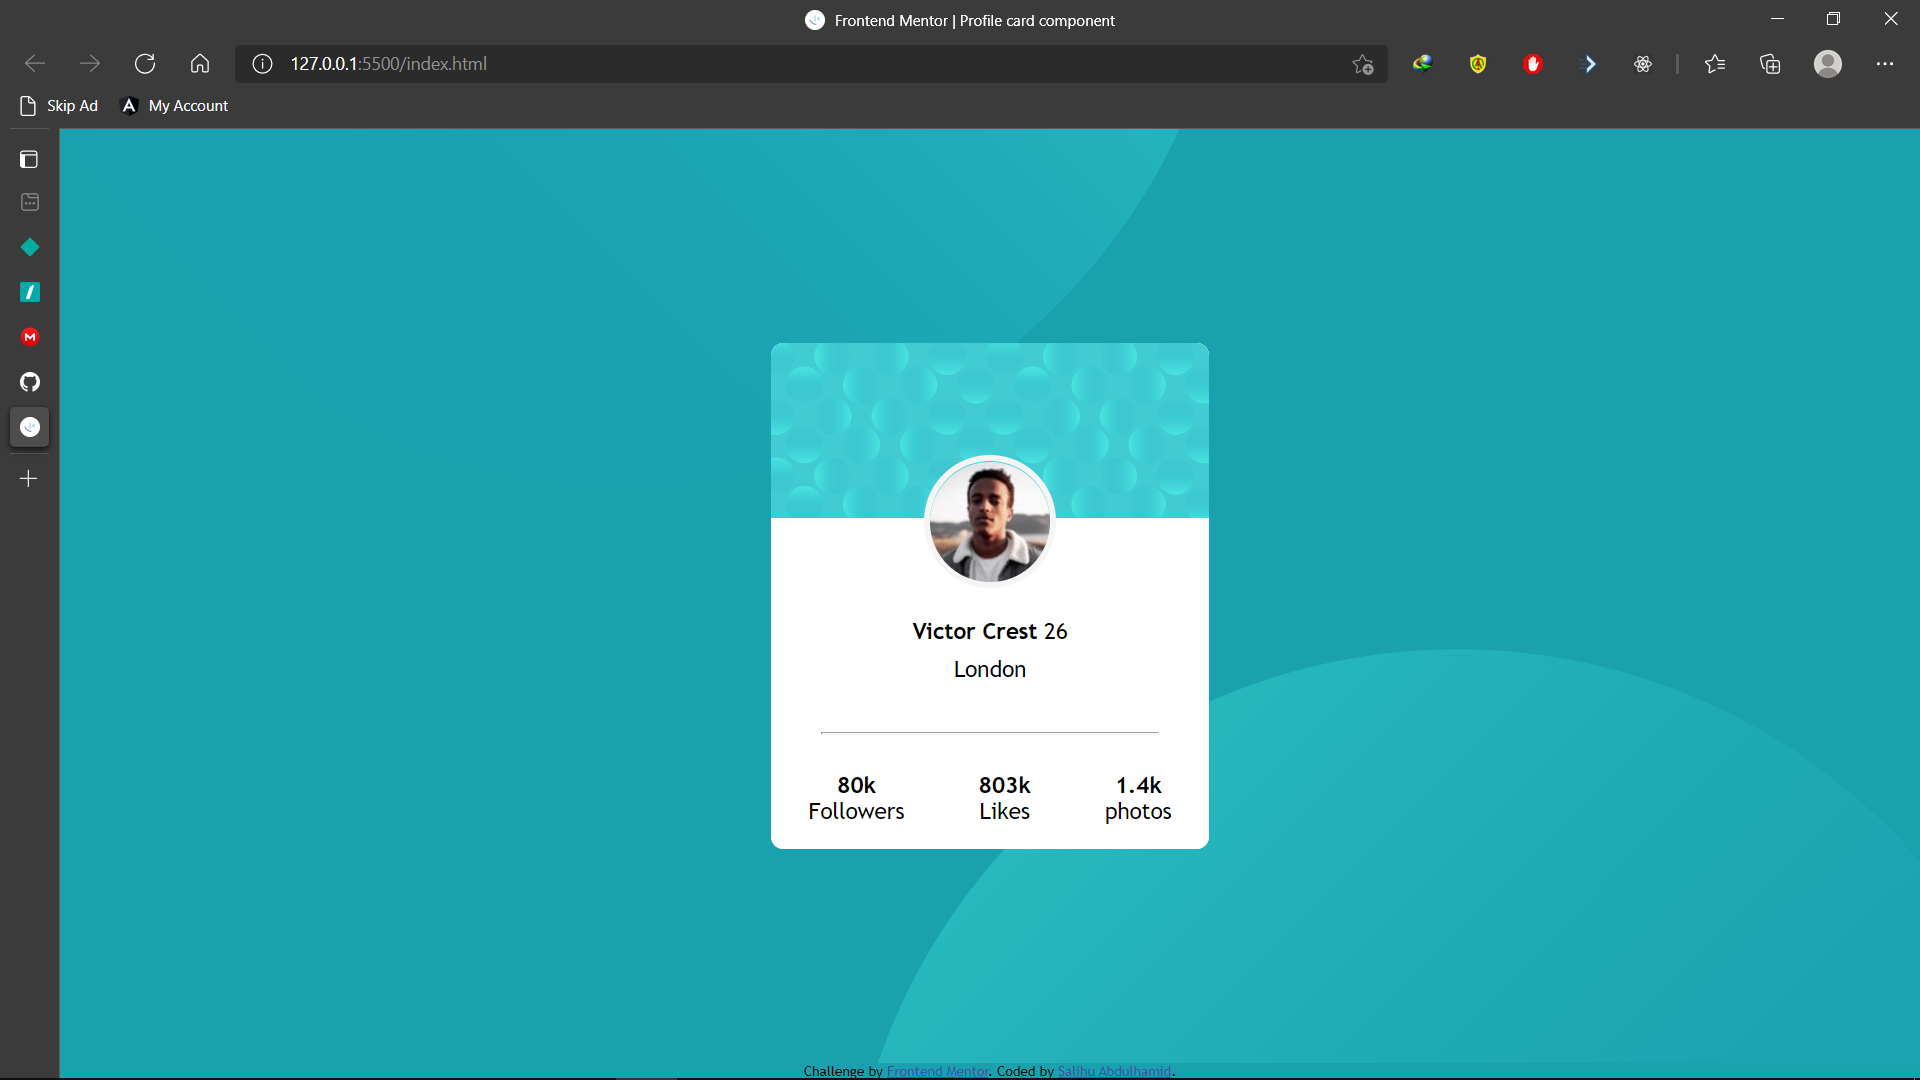 Frontend Mentor | Profile card component
127.0.0.1:5500/index.html
Skip Ad My Account
Victor Crest 26
London
80k 803k 1.4k
Followers Likes photos
Challenge by Frontend Mentor. Coded by Salihu Abdulhamid.